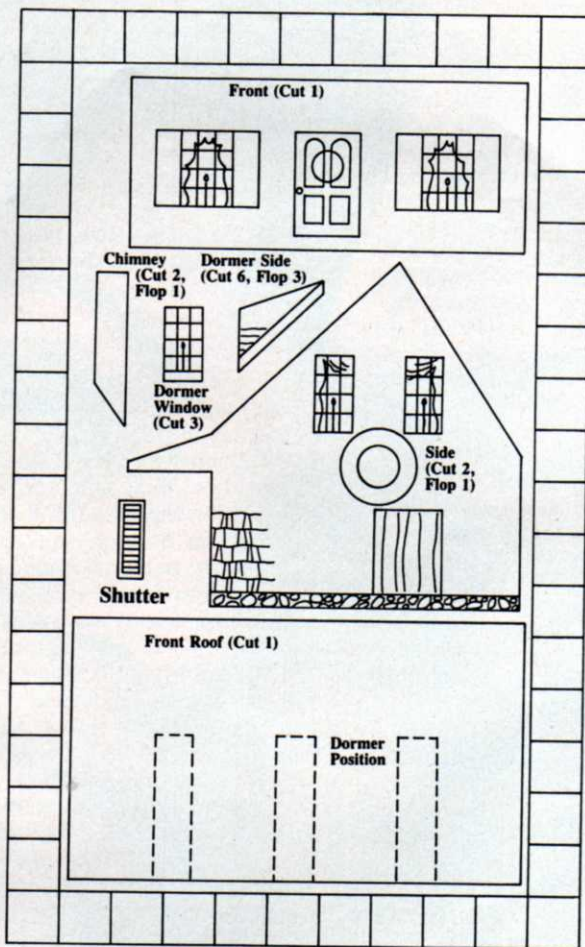 Front (Cut 1)
Chimney
(Cut 2,
Flop 1)
Dormer Side
(Cut 6, Flop 3)
Dormer
Window
(Cut 3)
Side
(Cut 2,
Flop 1)
Shutter
Front Roof (Cut 1)
Dormer
Position